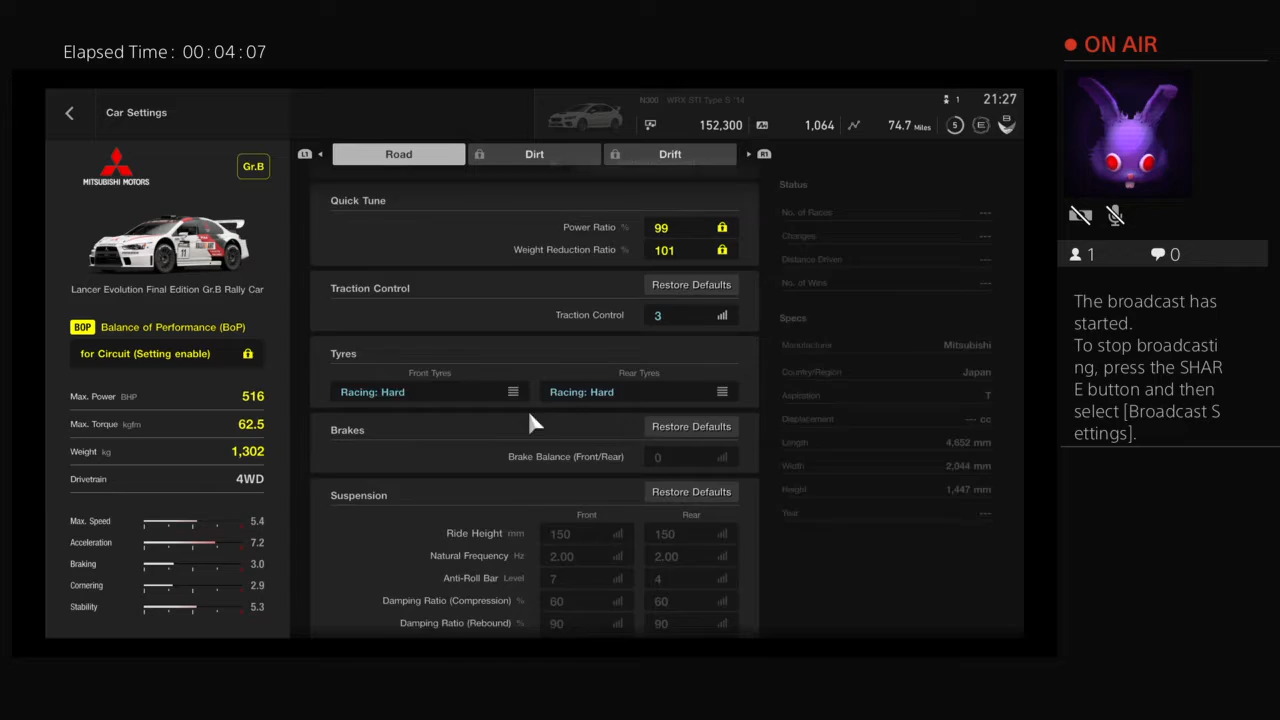 Elapsed Time: 00:04:07
ON AIR
Car Settings
N300 WRX STI Type S '14
1
21:27
152,300
1,064
74.7 Miles
5
E
B
MITSUBISHI MOTORS
Gr.B
L1
Road
Dirt
Drift
R1
Lancer Evolution Final Edition Gr.B Rally Car
BOP Balance of Performance (BoP)
for Circuit (Setting enable)
Max. Power BHP 516
Max. Torque kgfm 62.5
Weight kg 1,302
Drivetrain 4WD
Max. Speed 5.4
Acceleration 7.2
Braking 3.0
Cornering 2.9
Stability 5.3
Quick Tune
Power Ratio % 99
Weight Reduction Ratio % 101
Traction Control Restore Defaults
Traction Control 3
Tyres
Front Tyres Rear Tyres
Racing: Hard Racing: Hard
Brakes Restore Defaults
Brake Balance (Front/Rear) 0
Suspension Restore Defaults
Front Rear
Ride Height mm 150 150
Natural Frequency Hz 2.00 2.00
Anti-Roll Bar Level 7 4
Damping Ratio (Compression) % 60 60
Damping Ratio (Rebound) % 90 90
Status
No. of Races ---
Changes ---
Distance Driven ---
No. of Wins ---
Specs
Manufacturer Mitsubishi
Country/Region Japan
Aspiration T
Displacement --- cc
Length 4,652 mm
Width 2,044 mm
Height 1,447 mm
Year ---
1 0
The broadcast has
started.
To stop broadcasti
ng, press the SHAR
E button and then
select [Broadcast S
ettings].